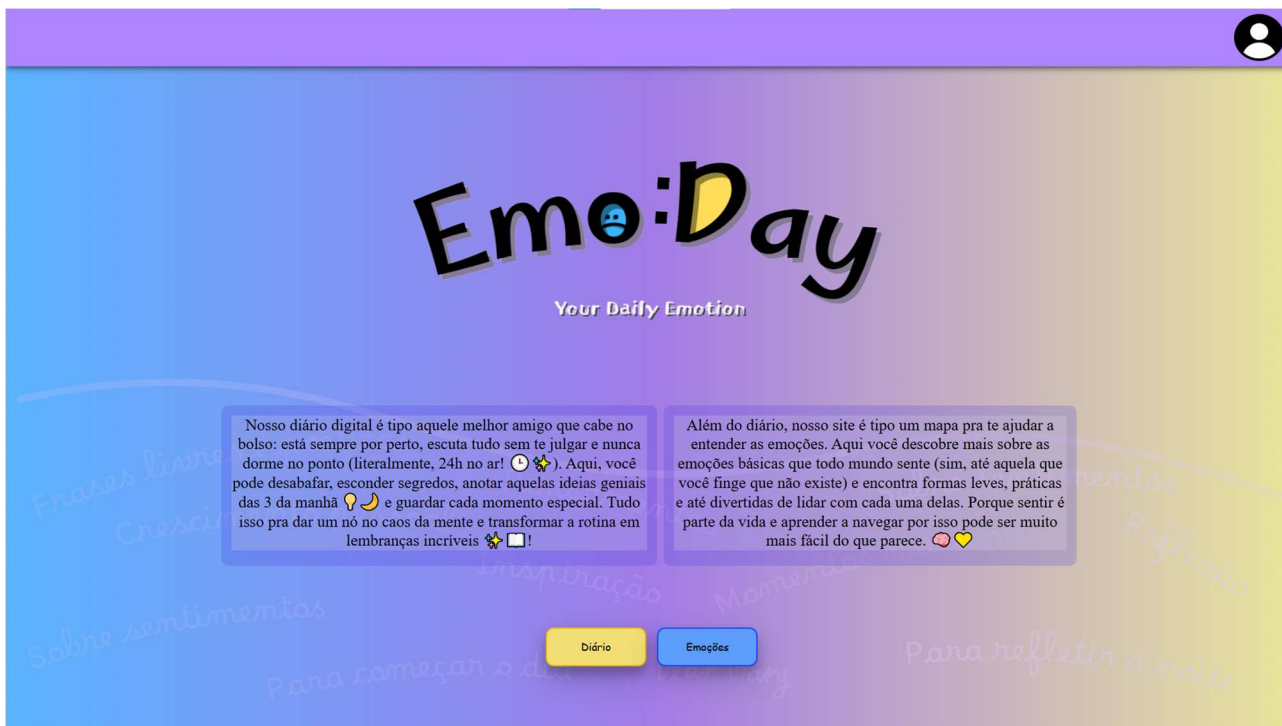 Emo:Day
Your Daily Emotion
Nosso diário digital é tipo aquele melhor amigo que cabe no
bolso: está sempre por perto, escuta tudo sem te julgar e nunca
dorme no ponto (literalmente, 24h no ar! 🕒 ✨). Aqui, você
pode desabafar, esconder segredos, anotar aquelas ideias geniais
das 3 da manhã 💡 🌙 e guardar cada momento especial. Tudo
isso pra dar um nó no caos da mente e transformar a rotina em
lembranças incríveis ✨ 📖!
Além do diário, nosso site é tipo um mapa pra te ajudar a
entender as emoções. Aqui você descobre mais sobre as
emoções básicas que todo mundo sente (sim, até aquela que
você finge que não existe) e encontra formas leves, práticas
e até divertidas de lidar com cada uma delas. Porque sentir é
parte da vida e aprender a navegar por isso pode ser muito
mais fácil do que parece. 🧠 💛
Frases livres
Reflexão
Inspiração
Sobre sentimentos
Para começar o
Para refletir à noite
Diário
Emoções